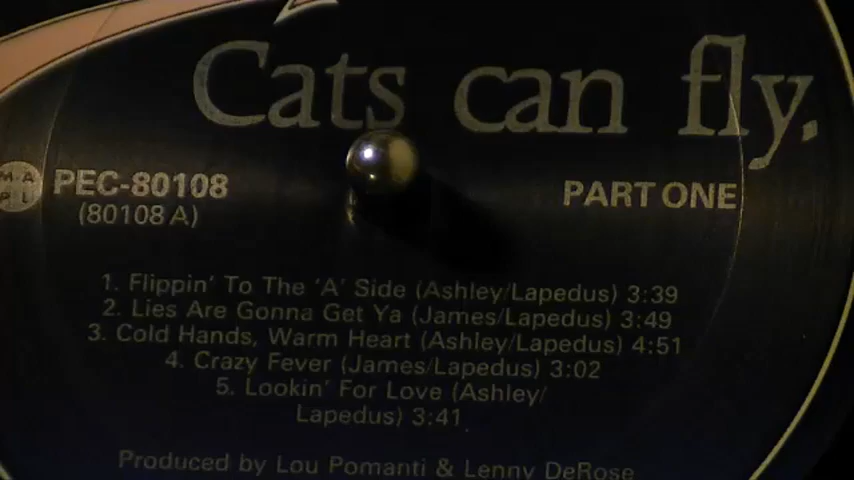 Cats can fly.
M A
P L
PEC-80108
(80108 A)
PART ONE
1. Flippin' To The 'A' Side (Ashley/Lapedus) 3:39
2. Lies Are Gonna Get Ya (James/Lapedus) 3:49
3. Cold Hands, Warm Heart (Ashley/Lapedus) 4:51
4. Crazy Fever (James/Lapedus) 3:02
5. Lookin' For Love (Ashley/
Lapedus) 3:41
Produced by Lou Pomanti & Lenny DeRose